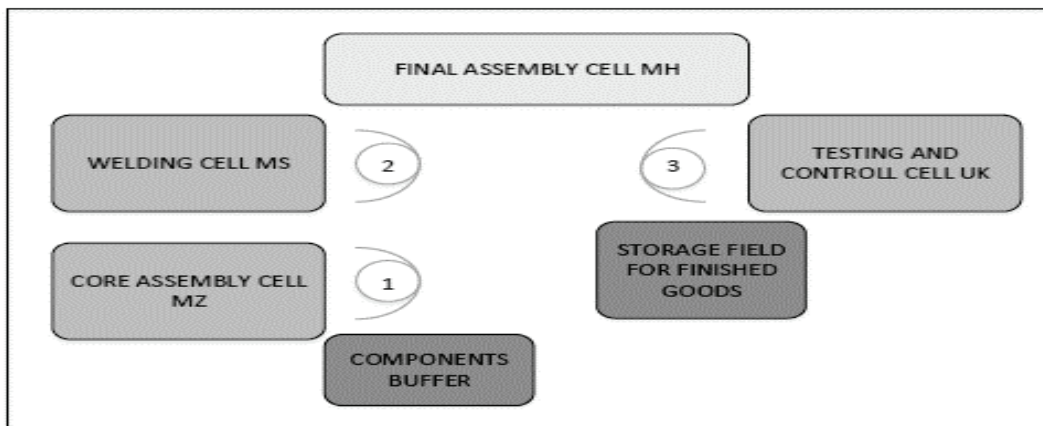 FINAL ASSEMBLY CELL MH
WELDING CELL MS
2
3
TESTING AND
CONTROLL CELL UK
STORAGE FIELD
FOR FINISHED
GOODS
CORE ASSEMBLY CELL
MZ
1
COMPONENTS
BUFFER